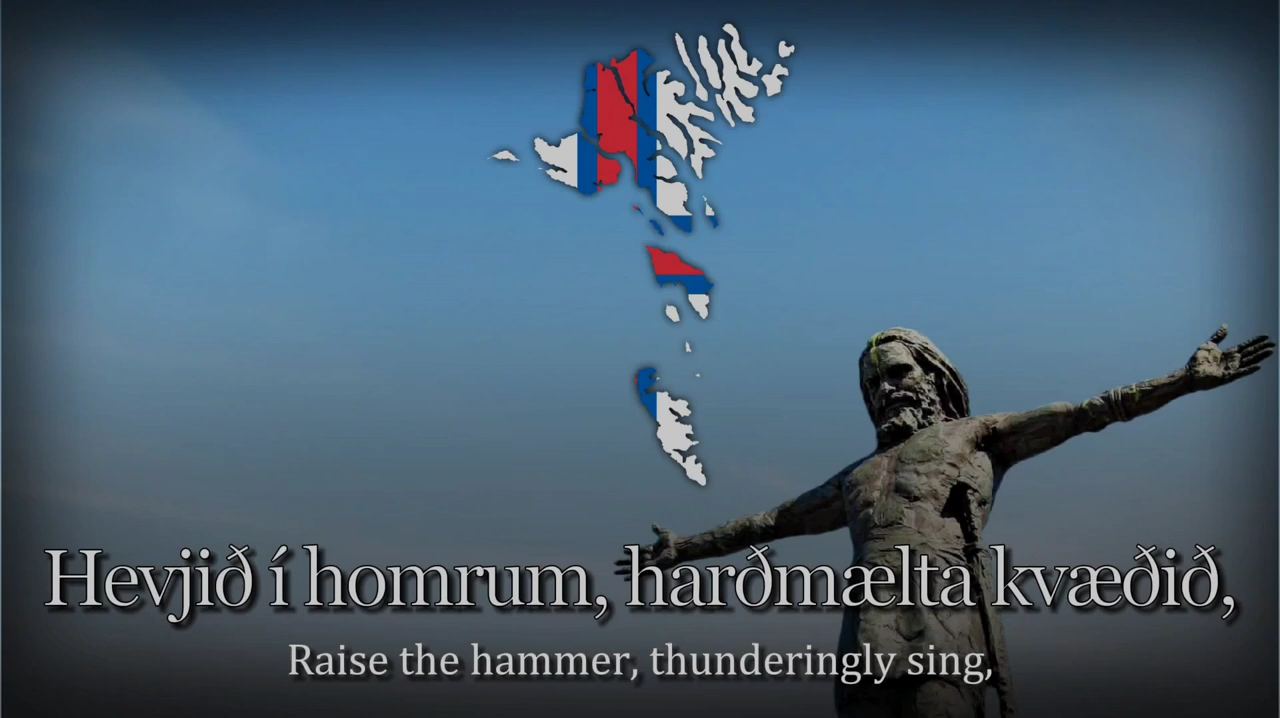 Hevjið í homrum, harðmælta kvæðið,
Raise the hammer, thunderingly sing,